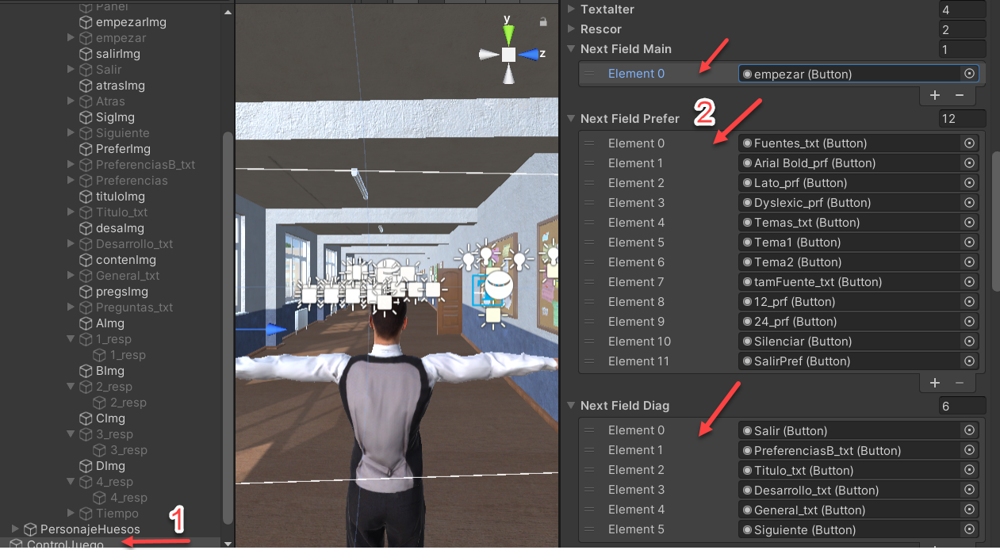 Panel
empezarImg
empezar
salirImg
Salir
atrasImg
Atras
SigImg
Siguiente
PreferImg
PreferenciasB_txt
Preferencias
tituloImg
Titulo_txt
desaImg
Desarrollo_txt
contenImg
General_txt
pregsImg
Preguntas_txt
AImg
1_resp
1_resp
BImg
2_resp
2_resp
CImg
3_resp
3_resp
DImg
4_resp
4_resp
Tiempo
PersonajeHuesos
ControlJuego
1
y
z
Textalter 4
Rescor 2
Next Field Main 1
Element 0 empezar (Button)
+ −
2
Next Field Prefer 12
Element 0 Fuentes_txt (Button)
Element 1 Arial Bold_prf (Button)
Element 2 Lato_prf (Button)
Element 3 Dyslexic_prf (Button)
Element 4 Temas_txt (Button)
Element 5 Tema1 (Button)
Element 6 Tema2 (Button)
Element 7 tamFuente_txt (Button)
Element 8 12_prf (Button)
Element 9 24_prf (Button)
Element 10 Silenciar (Button)
Element 11 SalirPref (Button)
+ −
Next Field Diag 6
Element 0 Salir (Button)
Element 1 PreferenciasB_txt (Button)
Element 2 Titulo_txt (Button)
Element 3 Desarrollo_txt (Button)
Element 4 General_txt (Button)
Element 5 Siguiente (Button)